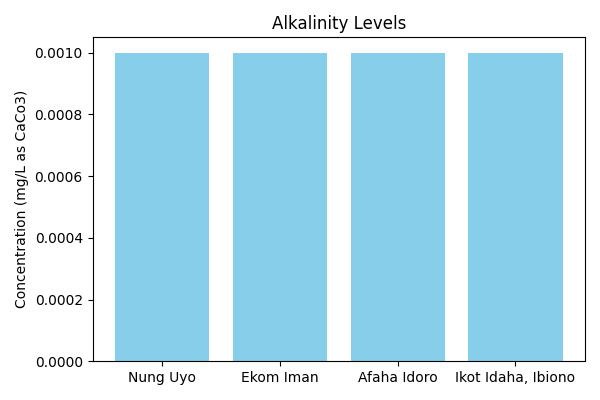 Alkalinity Levels
Concentration (mg/L as CaCo3)
0.0010
0.0008
0.0006
0.0004
0.0002
0.0000
Nung Uyo
Ekom Iman
Afaha Idoro
Ikot Idaha, Ibiono